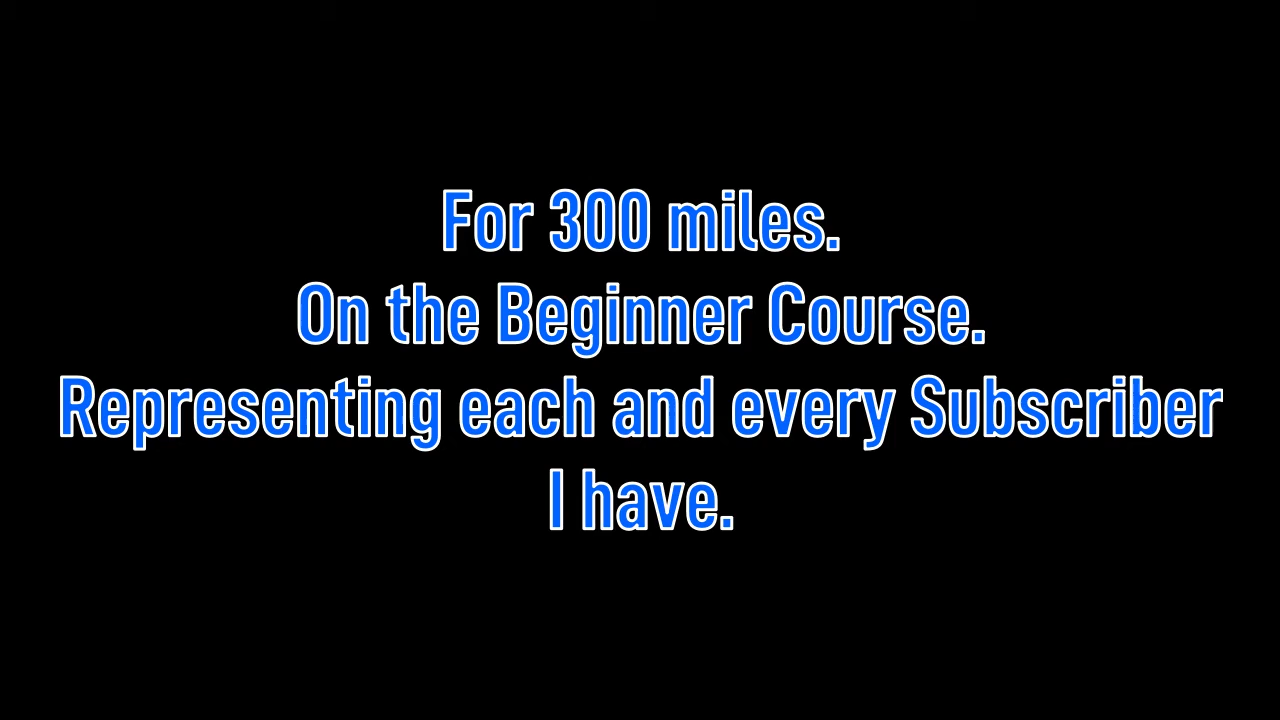 For 300 miles.
On the Beginner Course.
Representing each and every Subscriber
I have.